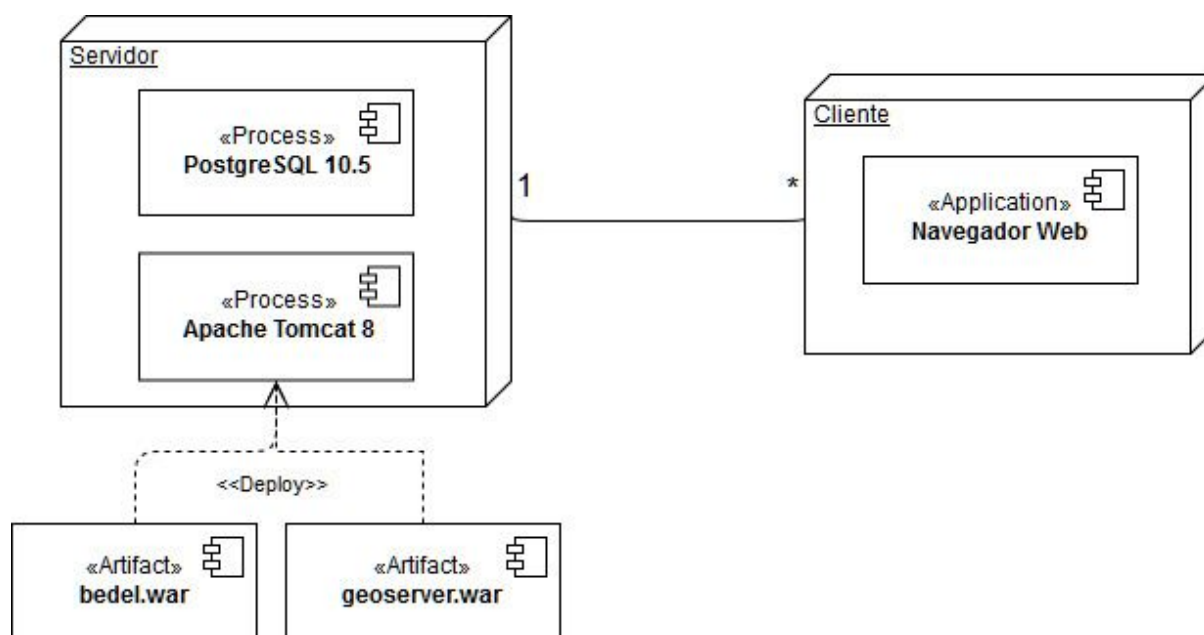 Servidor
«Process»
PostgreSQL 10.5
«Process»
Apache Tomcat 8
1
*
Cliente
«Application»
Navegador Web
<<Deploy>>
«Artifact»
bedel.war
«Artifact»
geoserver.war